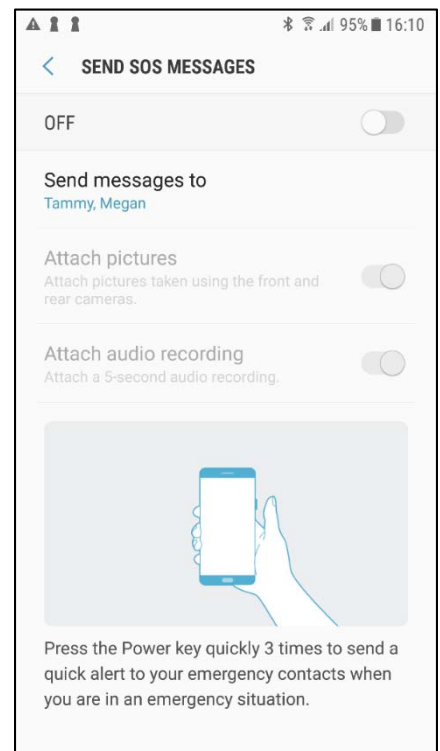 95% 16:10
SEND SOS MESSAGES
OFF
Send messages to
Tammy, Megan
Attach pictures
Attach pictures taken using the front and
rear cameras.
Attach audio recording
Attach a 5-second audio recording.
Press the Power key quickly 3 times to send a
quick alert to your emergency contacts when
you are in an emergency situation.